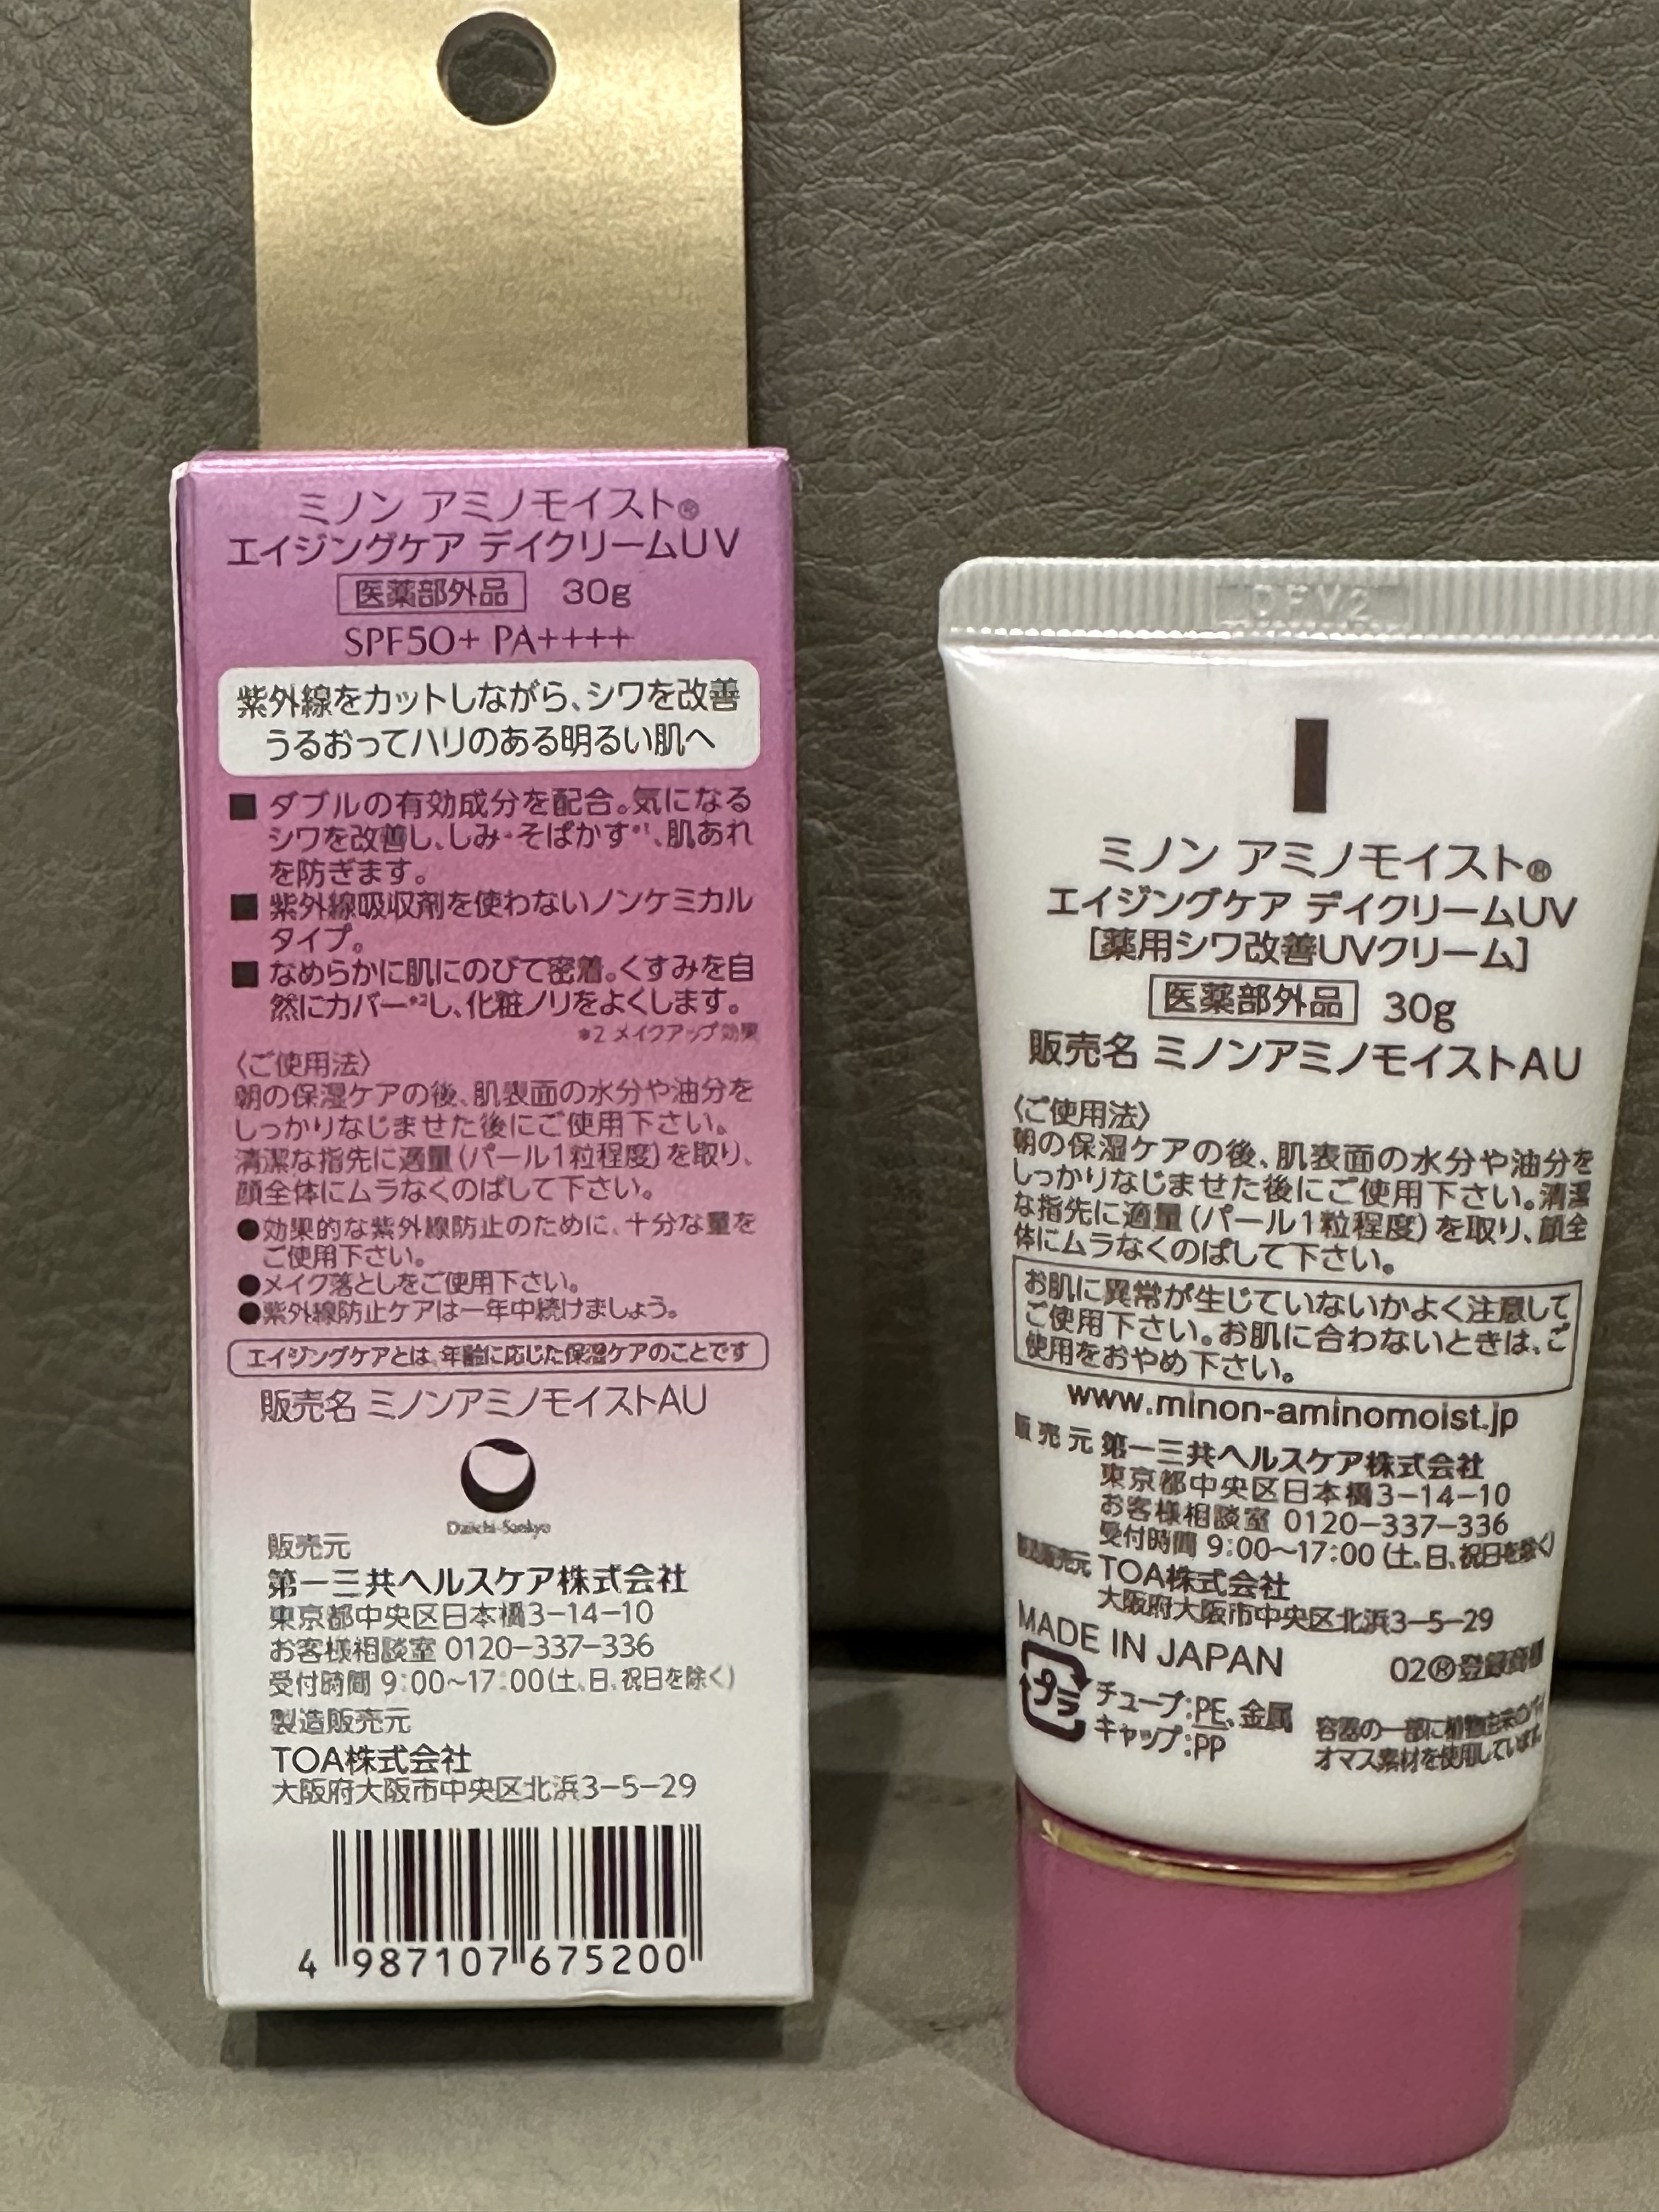 ミノン アミノモイスト®
エイジングケア デイクリームUV
医薬部外品 30g
SPF50+ PA++++
紫外線をカットしながら、シワを改善
うるおってハリのある明るい肌へ
■ ダブルの有効成分を配合。気になる
シワを改善し、しみ・そばかす*¹、肌あれ
を防ぎます。
■ 紫外線吸収剤を使わないノンケミカル
タイプ。
■ なめらかに肌にのびて密着。くすみを自
然にカバー*²し、化粧ノリをよくします。
*2 メイクアップ効果
〈ご使用法〉
朝の保湿ケアの後、肌表面の水分や油分を
しっかりなじませた後にご使用下さい。
清潔な指先に適量(パール1粒程度)を取り、
顔全体にムラなくのばして下さい。
●効果的な紫外線防止のために、十分な量を
ご使用下さい。
●メイク落としをご使用下さい。
●紫外線防止ケアは一年中続けましょう。
エイジングケアとは、年齢に応じた保湿ケアのことです
販売名 ミノンアミノモイストAU
Daiichi-Sankyo
販売元
第一三共ヘルスケア株式会社
東京都中央区日本橋3-14-10
お客様相談室 0120-337-336
受付時間 9:00~17:00(土、日、祝日を除く)
製造販売元
TOA株式会社
大阪府大阪市中央区北浜3-5-29
4 987107 675200
ミノン アミノモイスト®
エイジングケア デイクリームUV
[薬用シワ改善UVクリーム]
医薬部外品 30g
販売名 ミノンアミノモイストAU
〈ご使用法〉
朝の保湿ケアの後、肌表面の水分や油分を
しっかりなじませた後にご使用下さい。清潔
な指先に適量(パール1粒程度)を取り、顔全
体にムラなくのばして下さい。
お肌に異常が生じていないかよく注意して
ご使用下さい。お肌に合わないときは、ご
使用をおやめ下さい。
www.minon-aminomoist.jp
販売元 第一三共ヘルスケア株式会社
東京都中央区日本橋3-14-10
お客様相談室 0120-337-336
受付時間 9:00~17:00(土、日、祝日を除く)
製造販売元 TOA株式会社
大阪府大阪市中央区北浜3-5-29
MADE IN JAPAN
02®登録商標
プラ
チューブ:PE、金属
キャップ:PP
容器の一部に植物由来のバイ
オマス素材を使用しています。